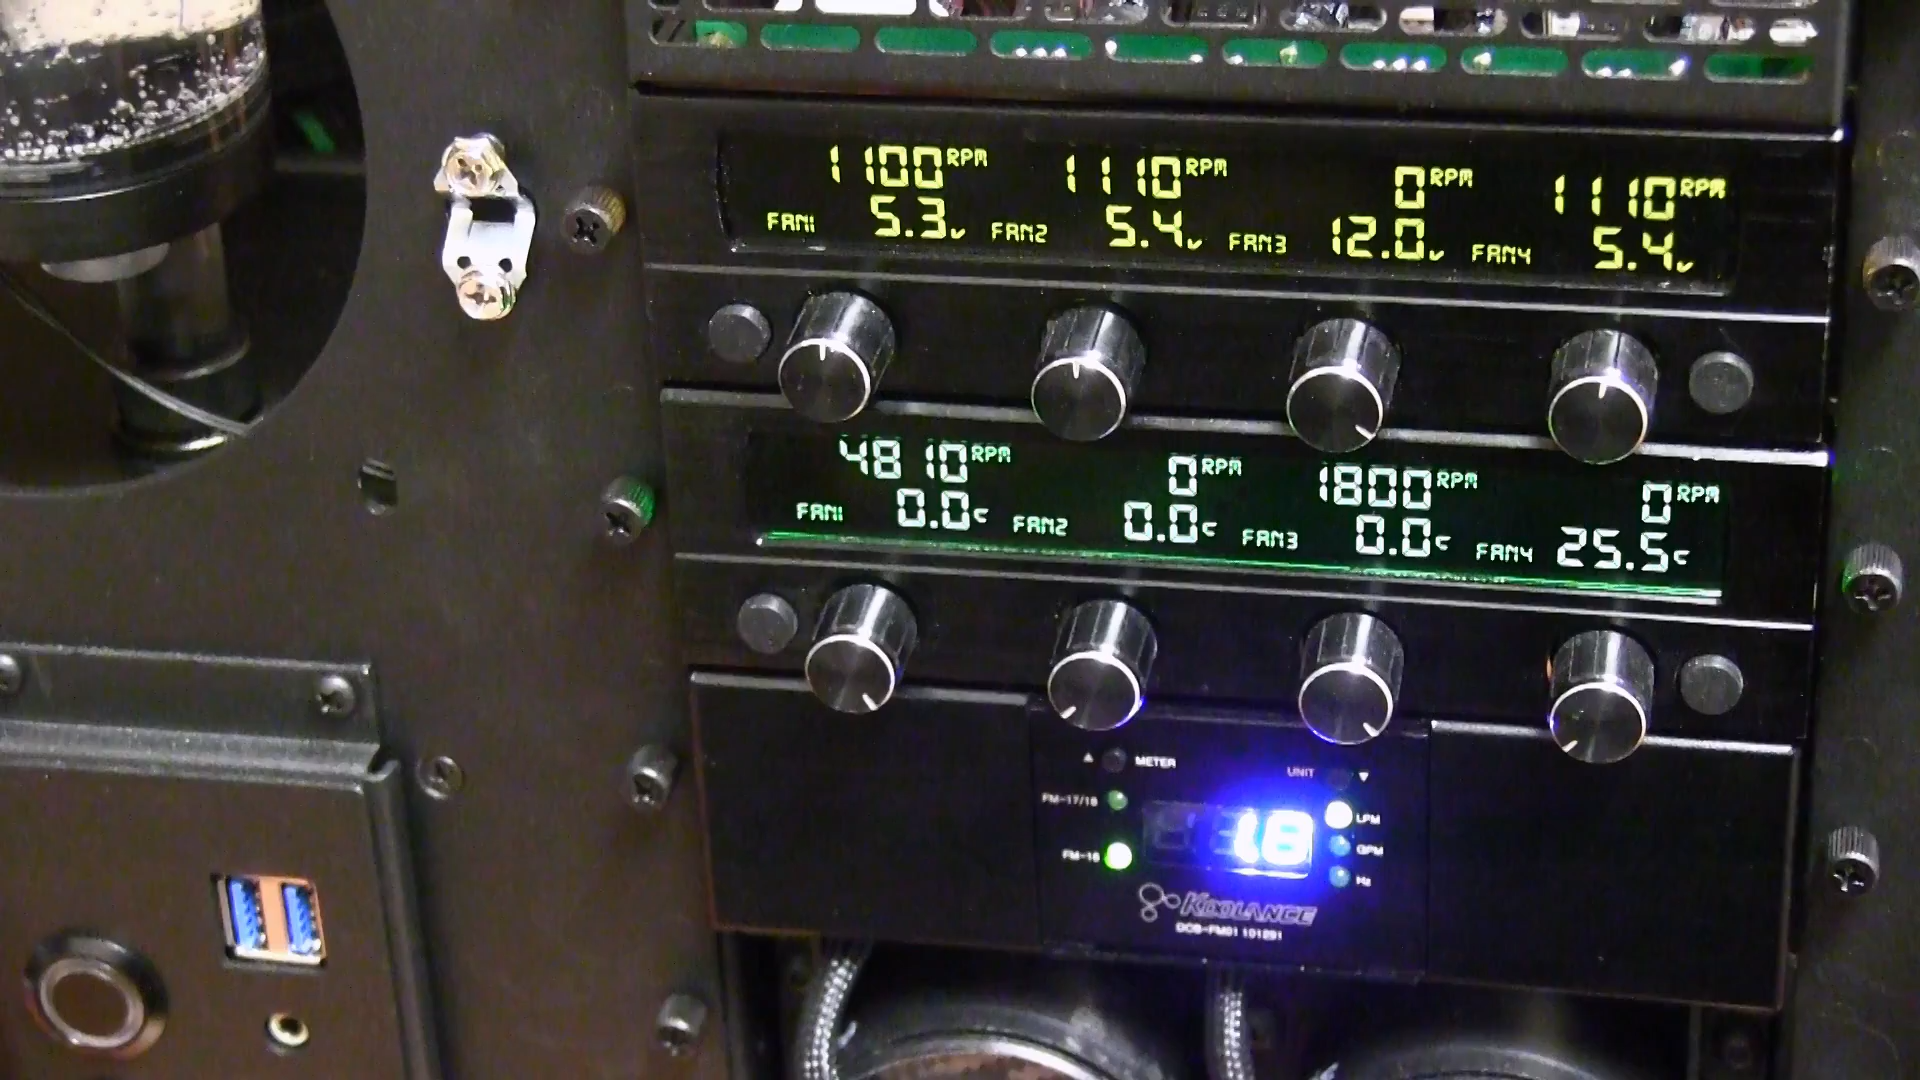 1100RPM 1110RPM 0RPM 1110RPM
FAN1 5.3v FAN2 5.4v FAN3 12.0v FAN4 5.4v
4810RPM 0RPM 1800RPM 0RPM
FAN1 0.0c FAN2 0.0c FAN3 0.0c FAN4 25.5c
METER UNIT
FM-17/18 LPM
1.8
FM-16 GPM
Hz
KOOLANCE
DCB-FM01 101291